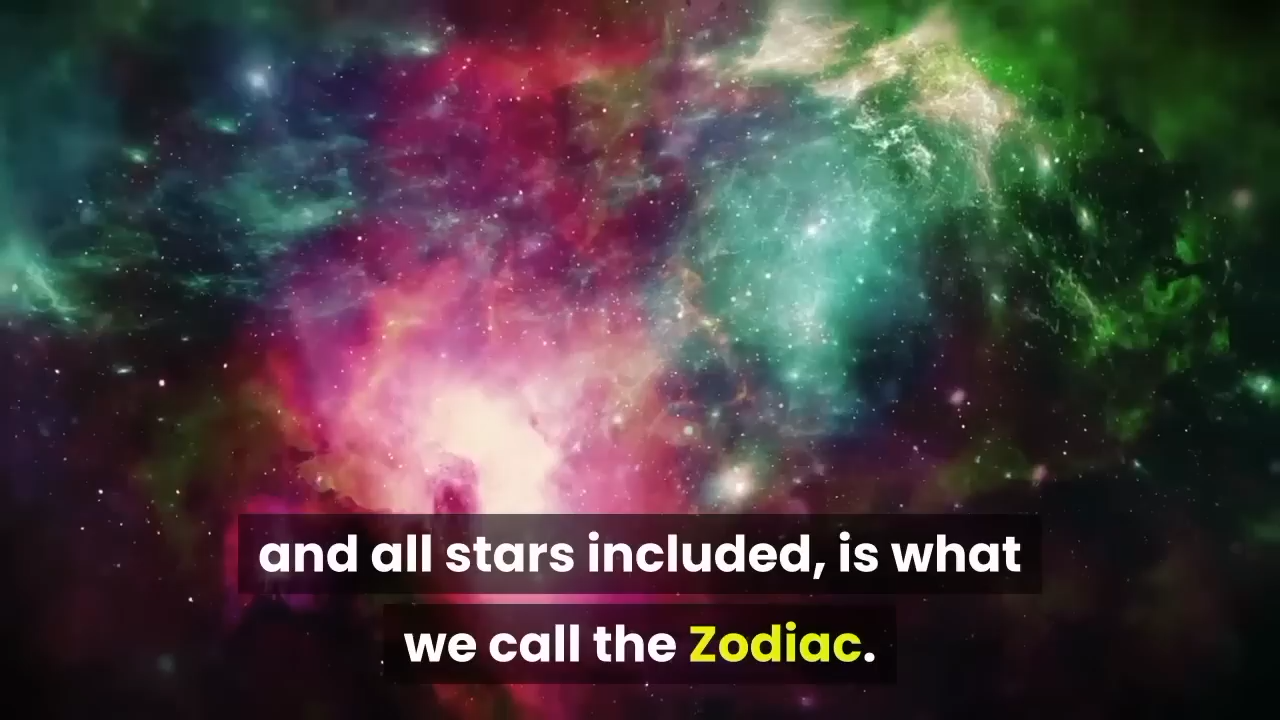 and all stars included, is what
we call the Zodiac.